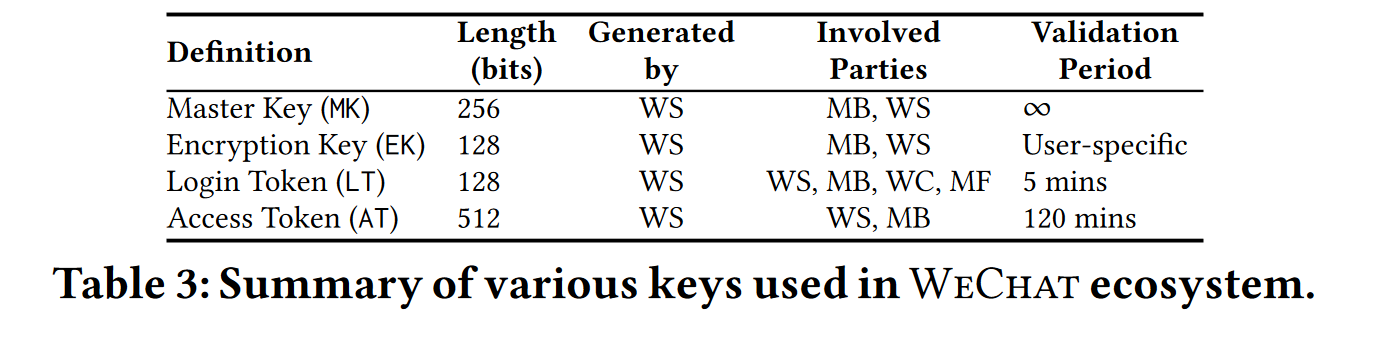 Definition Length (bits) Generated by Involved Parties Validation Period
Master Key (MK) 256 WS MB, WS ∞
Encryption Key (EK) 128 WS MB, WS User-specific
Login Token (LT) 128 WS WS, MB, WC, MF 5 mins
Access Token (AT) 512 WS WS, MB 120 mins
Table 3: Summary of various keys used in WECHAT ecosystem.